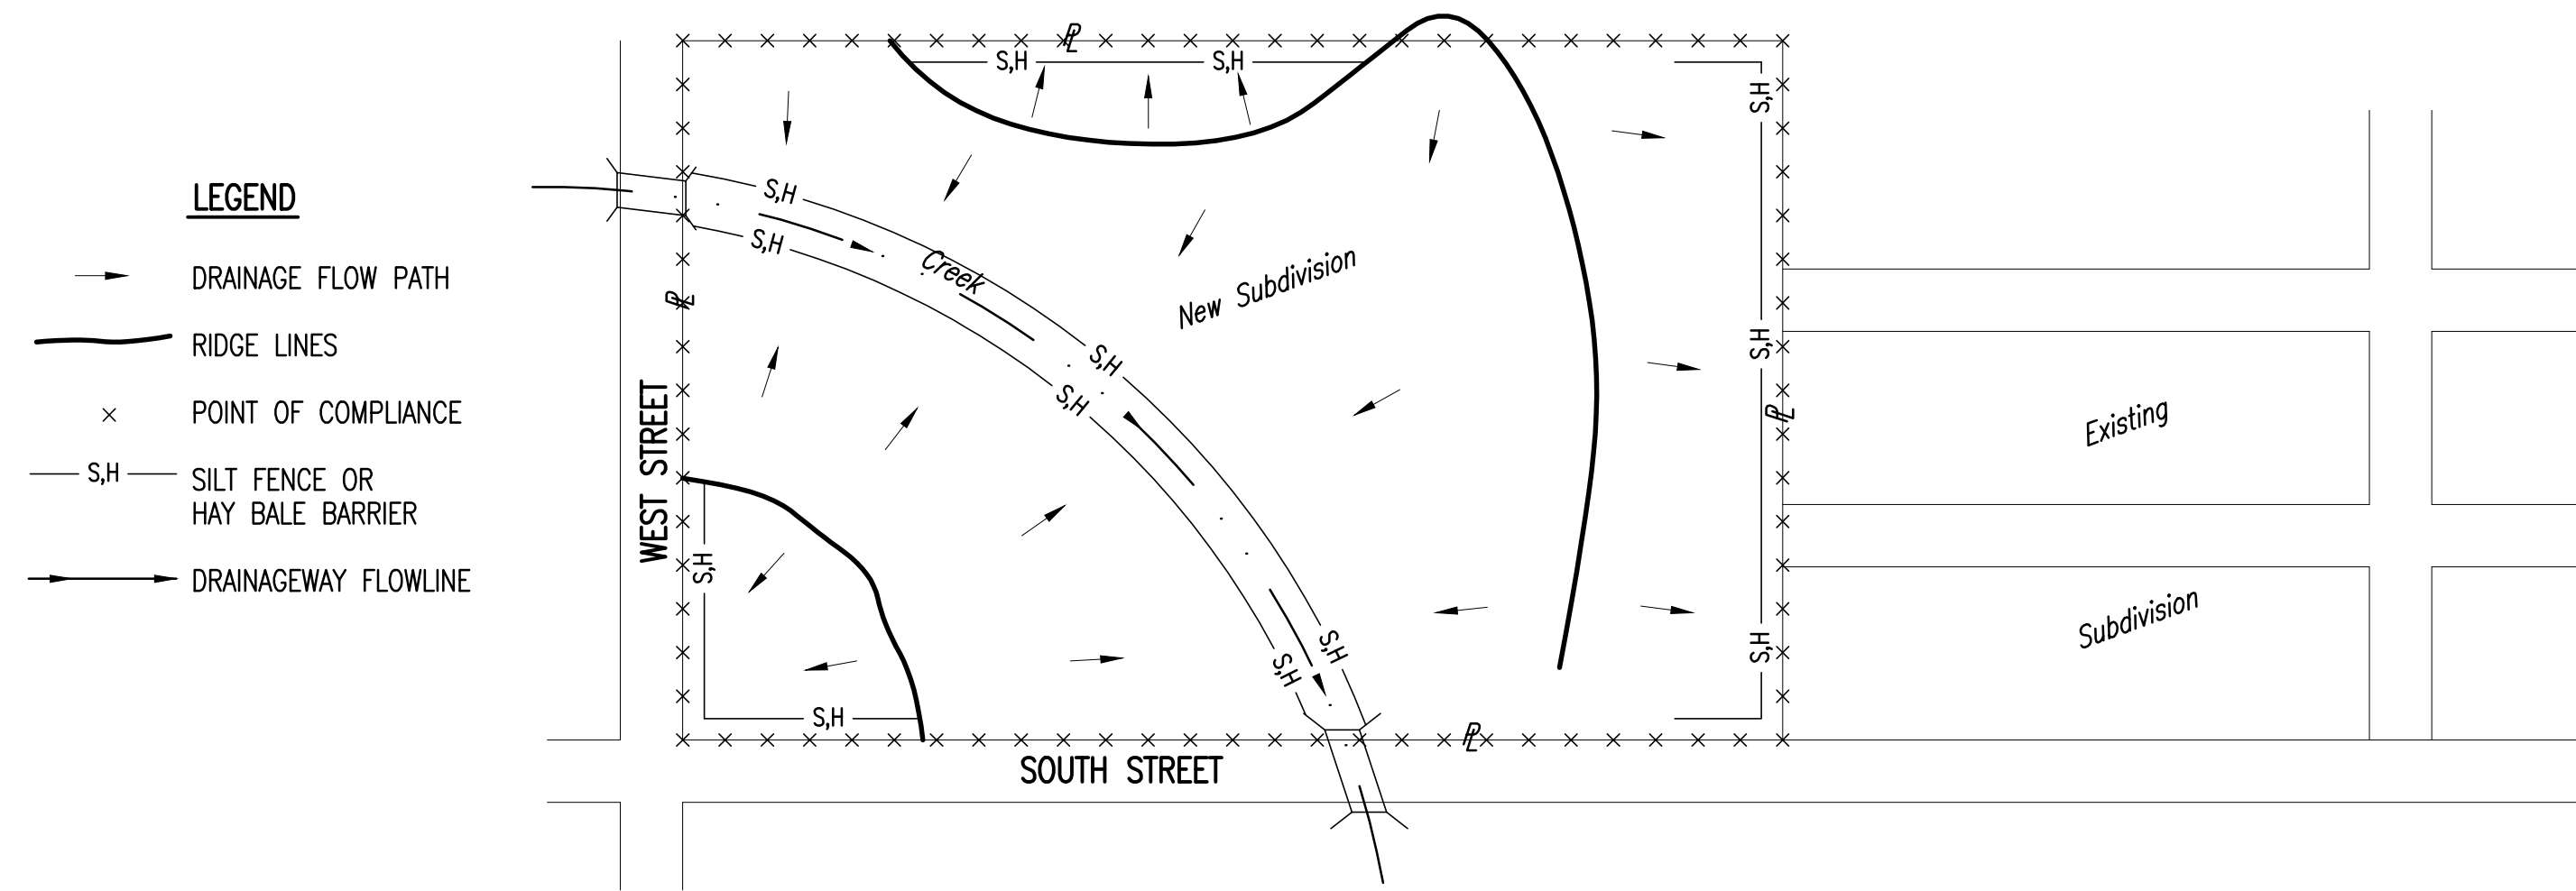 LEGEND
DRAINAGE FLOW PATH
RIDGE LINES
POINT OF COMPLIANCE
S,H
SILT FENCE OR
HAY BALE BARRIER
DRAINAGEWAY FLOWLINE
PL
S,H
S,H
S,H
S,H
S,H
Creek
New Subdivision
PL
S,H
S,H
S,H
PL
WEST STREET
Existing
S,H
Subdivision
S,H
S,H
S,H
S,H
PL
SOUTH STREET